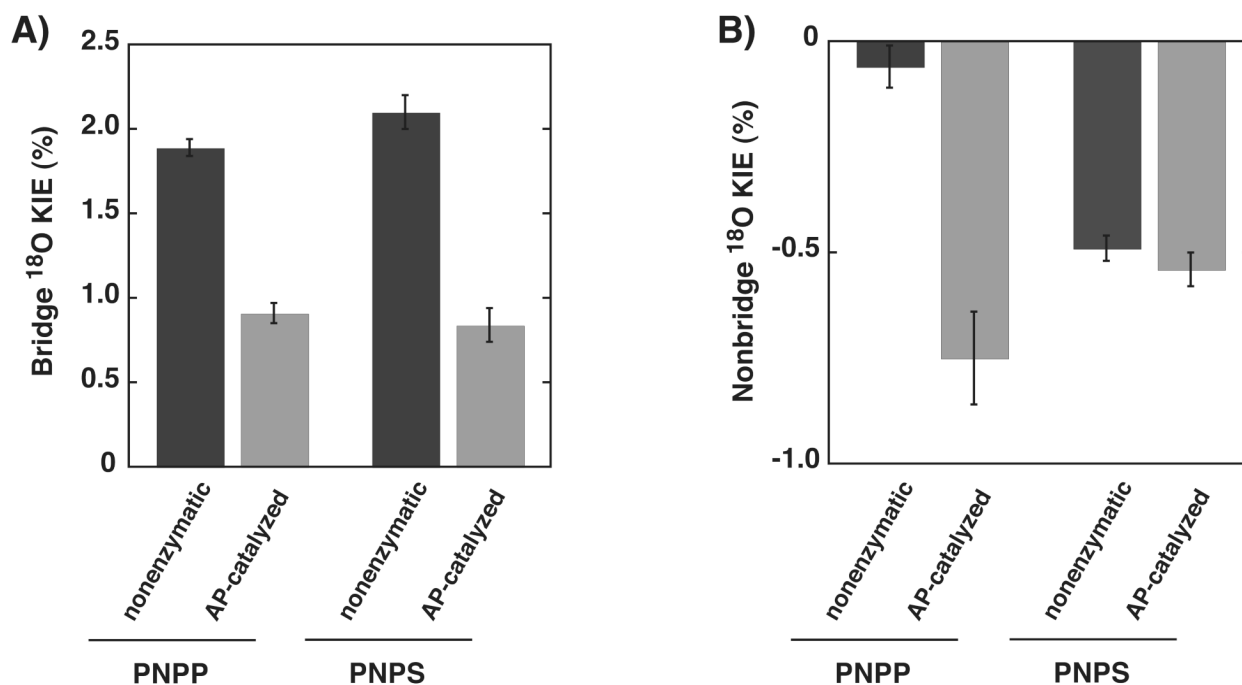 A)
Bridge 18O KIE (%)
2.5
2.0
1.5
1.0
0.5
0
nonenzymatic
AP-catalyzed
nonenzymatic
AP-catalyzed
PNPP
PNPS
B)
Nonbridge 18O KIE (%)
0
-0.5
-1.0
nonenzymatic
AP-catalyzed
nonenzymatic
AP-catalyzed
PNPP
PNPS